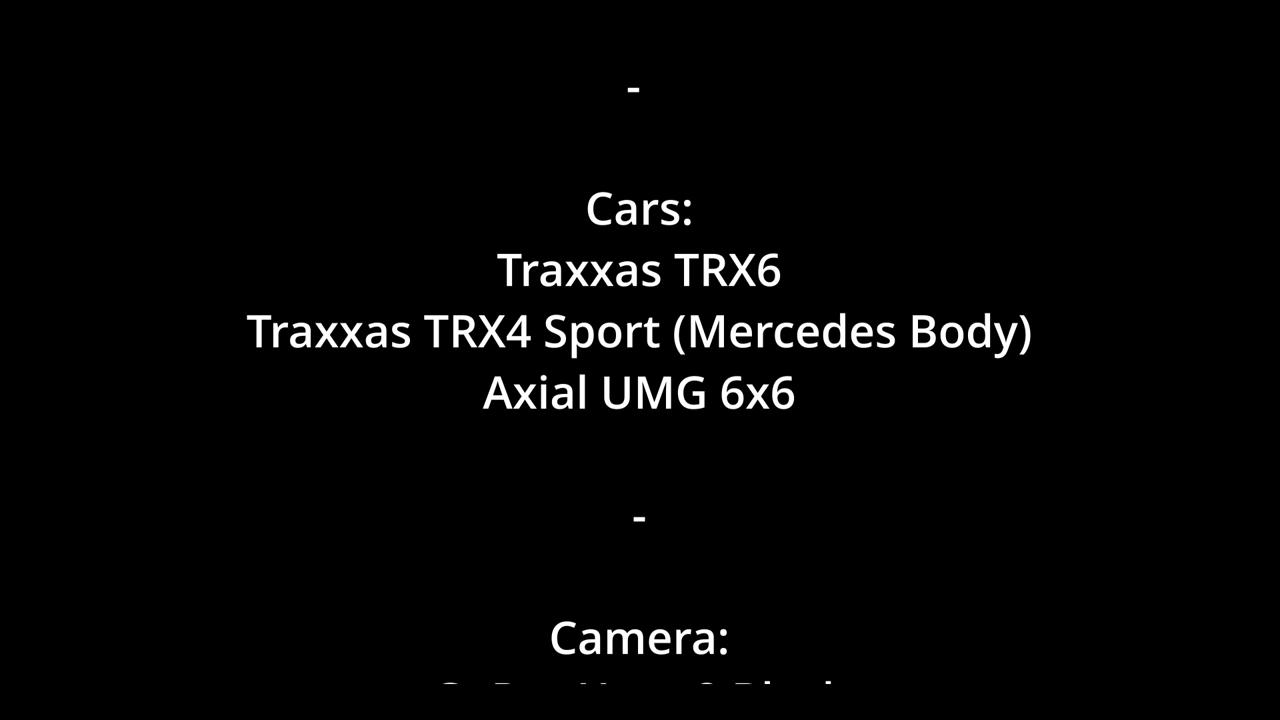 -
Cars:
Traxxas TRX6
Traxxas TRX4 Sport (Mercedes Body)
Axial UMG 6x6
-
Camera: